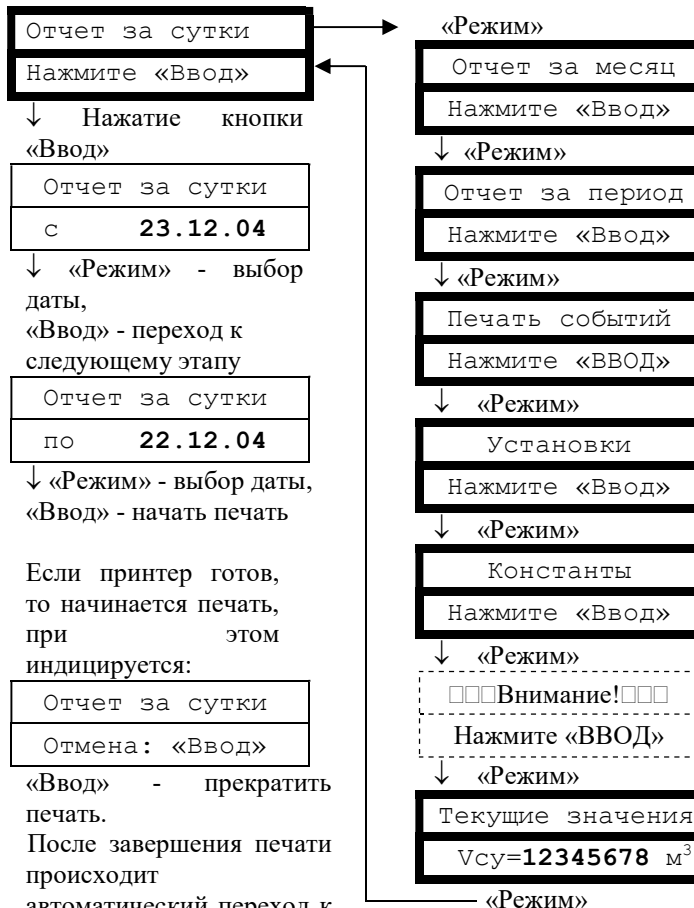 Отчет за сутки
Нажмите «Ввод»
↓ Нажатие кнопки
«Ввод»
Отчет за сутки
с 23.12.04
↓ «Режим» - выбор
даты,
«Ввод» - переход к
следующему этапу
Отчет за сутки
по 22.12.04
↓ «Режим» - выбор даты,
«Ввод» - начать печать
Если принтер готов,
то начинается печать,
при этом
индицируется:
Отчет за сутки
Отмена: «Ввод»
«Ввод» - прекратить
печать.
После завершения печати
происходит
автоматический переход к
«Режим»
Отчет за месяц
Нажмите «Ввод»
↓ «Режим»
Отчет за период
Нажмите «Ввод»
↓ «Режим»
Печать событий
Нажмите «ВВОД»
↓ «Режим»
Установки
Нажмите «Ввод»
↓ «Режим»
Константы
Нажмите «Ввод»
↓ «Режим»
□□□Внимание!□□□
Нажмите «ВВОД»
↓ «Режим»
Текущие значения
Vсу=12345678 м³
«Режим»